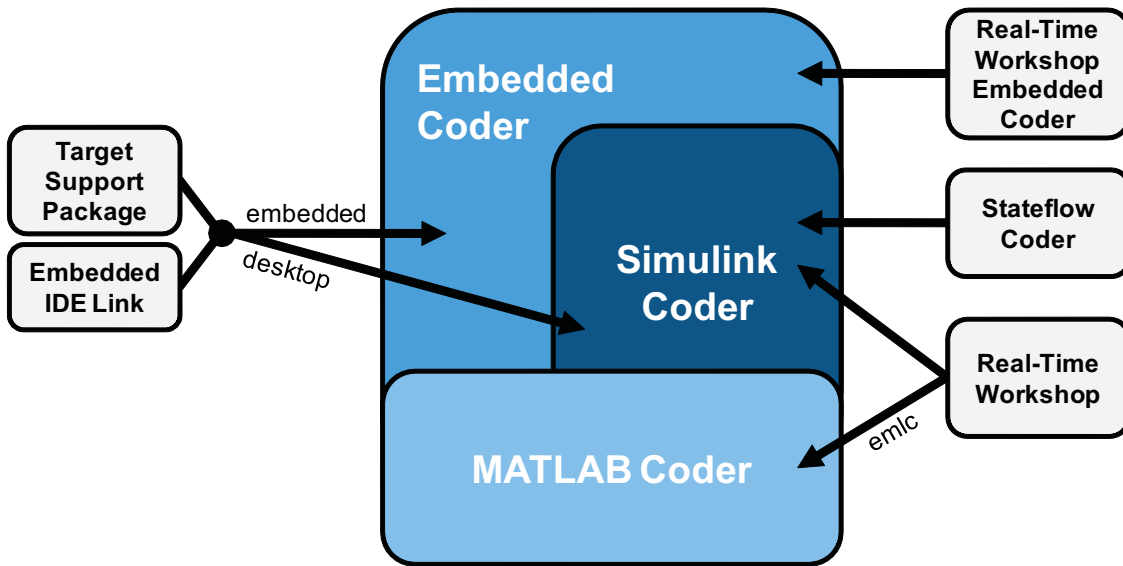 Target
Support
Package
Embedded
IDE Link
embedded
desktop
Embedded
Coder
Simulink
Coder
MATLAB Coder
Real-Time
Workshop
Embedded
Coder
Stateflow
Coder
Real-Time
Workshop
emlc